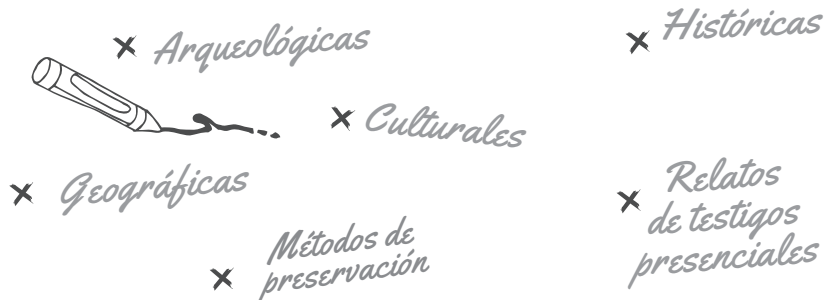 Arqueológicas
Históricas
Culturales
Geográficas
Relatos
de testigos
presenciales
Métodos de
preservación